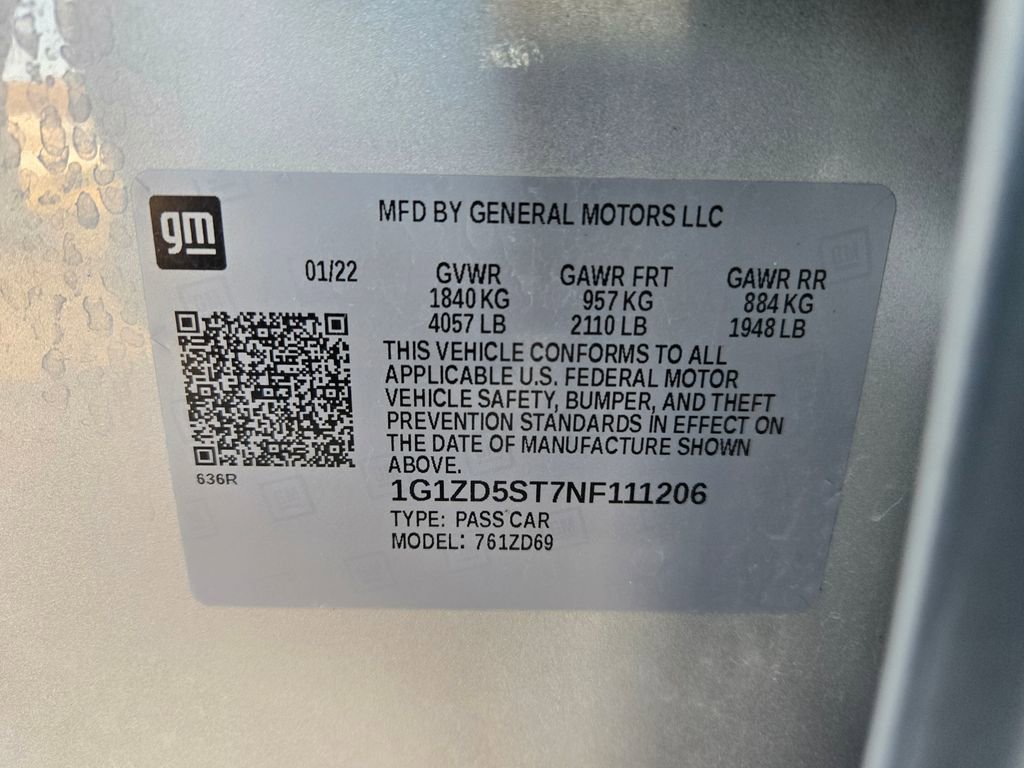 gm
MFD BY GENERAL MOTORS LLC
01/22 GVWR GAWR FRT GAWR RR
1840 KG 957 KG 884 KG
4057 LB 2110 LB 1948 LB
THIS VEHICLE CONFORMS TO ALL
APPLICABLE U.S. FEDERAL MOTOR
VEHICLE SAFETY, BUMPER, AND THEFT
PREVENTION STANDARDS IN EFFECT ON
THE DATE OF MANUFACTURE SHOWN
ABOVE.
636R
1G1ZD5ST7NF111206
TYPE: PASS CAR
MODEL: 761ZD69